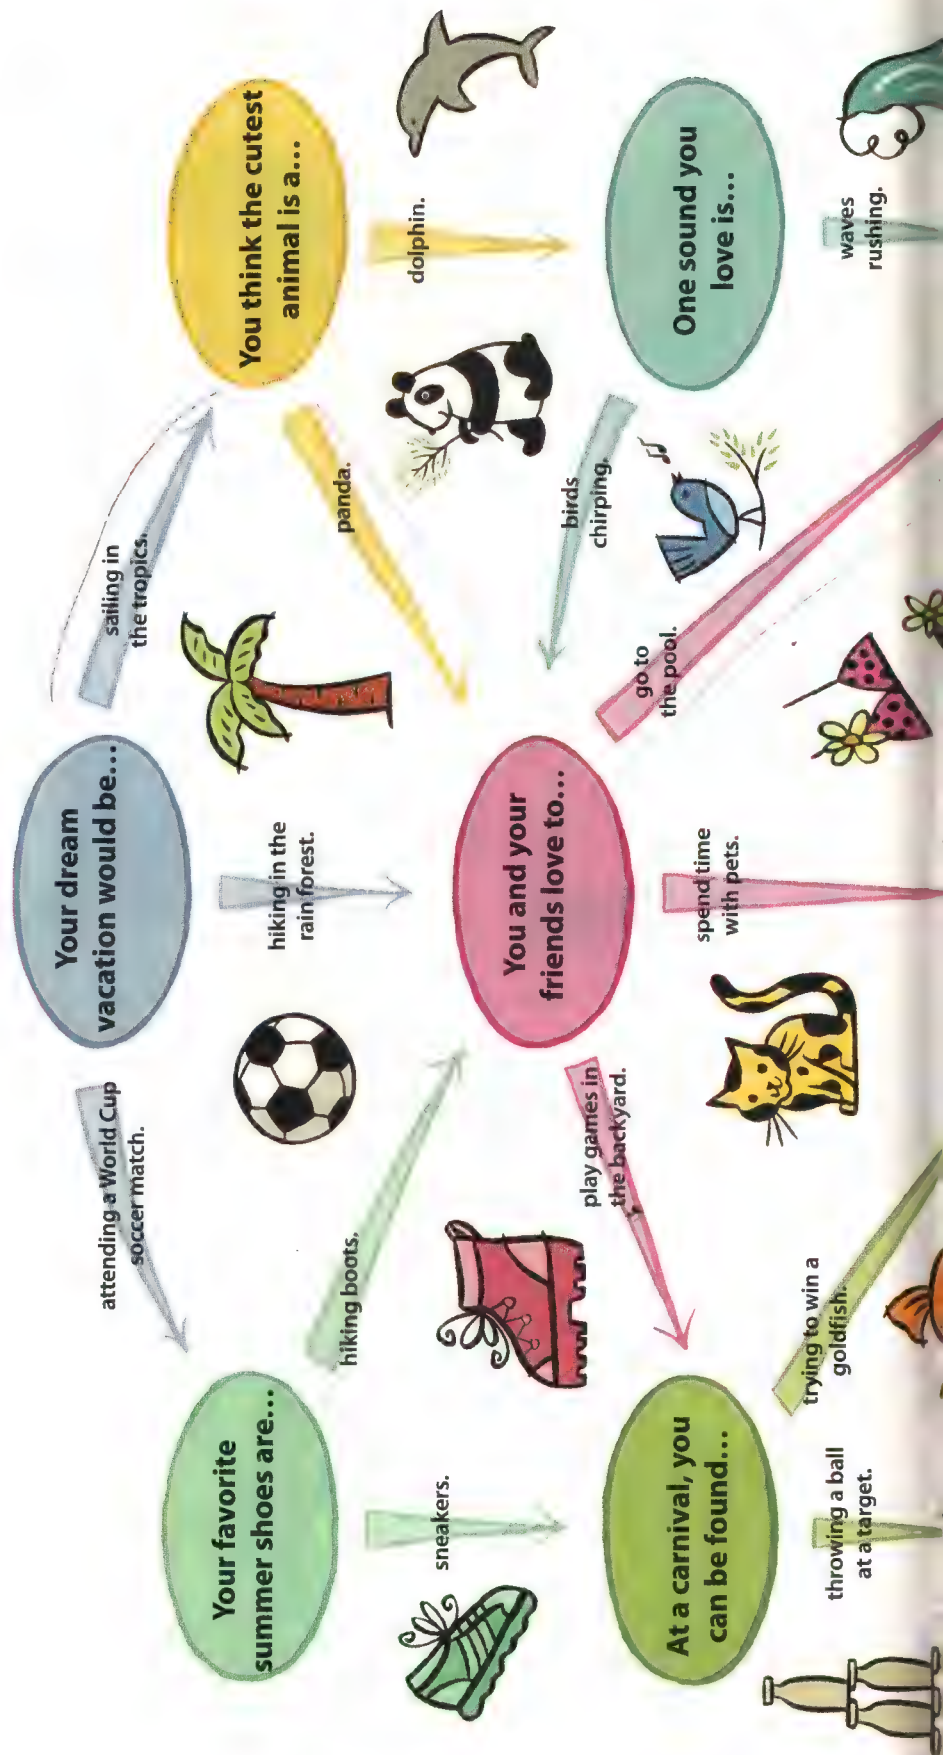 Your dream
vacation would be...
attending a World Cup
soccer match.
hiking in the
rain forest.
sailing in
the tropics.
Your favorite
summer shoes are...
You think the cutest
animal is a...
hiking boots.
sneakers.
panda.
dolphin.
You and your
friends love to...
One sound you
love is...
birds
chirping.
waves
rushing.
play games in
the backyard.
spend time
with pets.
go to
the pool.
At a carnival, you
can be found...
throwing a ball
at a target.
trying to win a
goldfish.